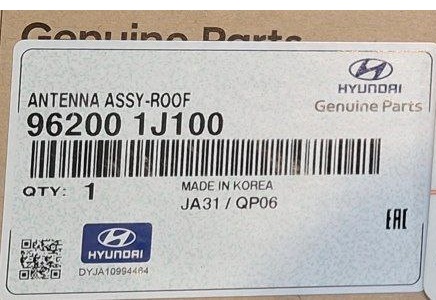 Genuine Parts
HYUNDAI
Genuine Parts
ANTENNA ASSY-ROOF
96200 1J100
QTY: 1
MADE IN KOREA
JA31 / QP06
EAC
HYUNDAI
DYJA10994464